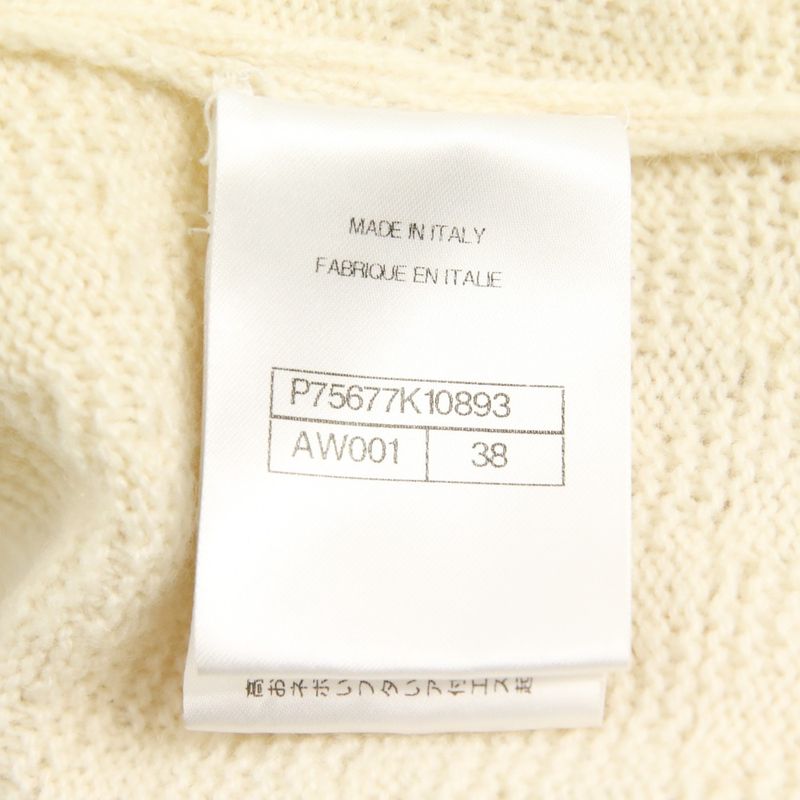 MADE IN ITALY
FABRIQUE EN ITALIE
P75677K10893
AW001 38